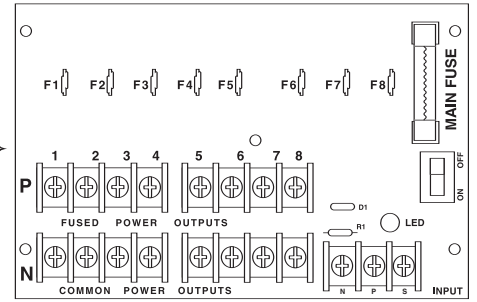 F1 F2 F3 F4 F5 F6 F7 F8
MAIN FUSE
1 2 3 4 5 6 7 8
OFF
ON
P
D1
FUSED POWER OUTPUTS
LED
R1
N
N P S
COMMON POWER OUTPUTS
INPUT